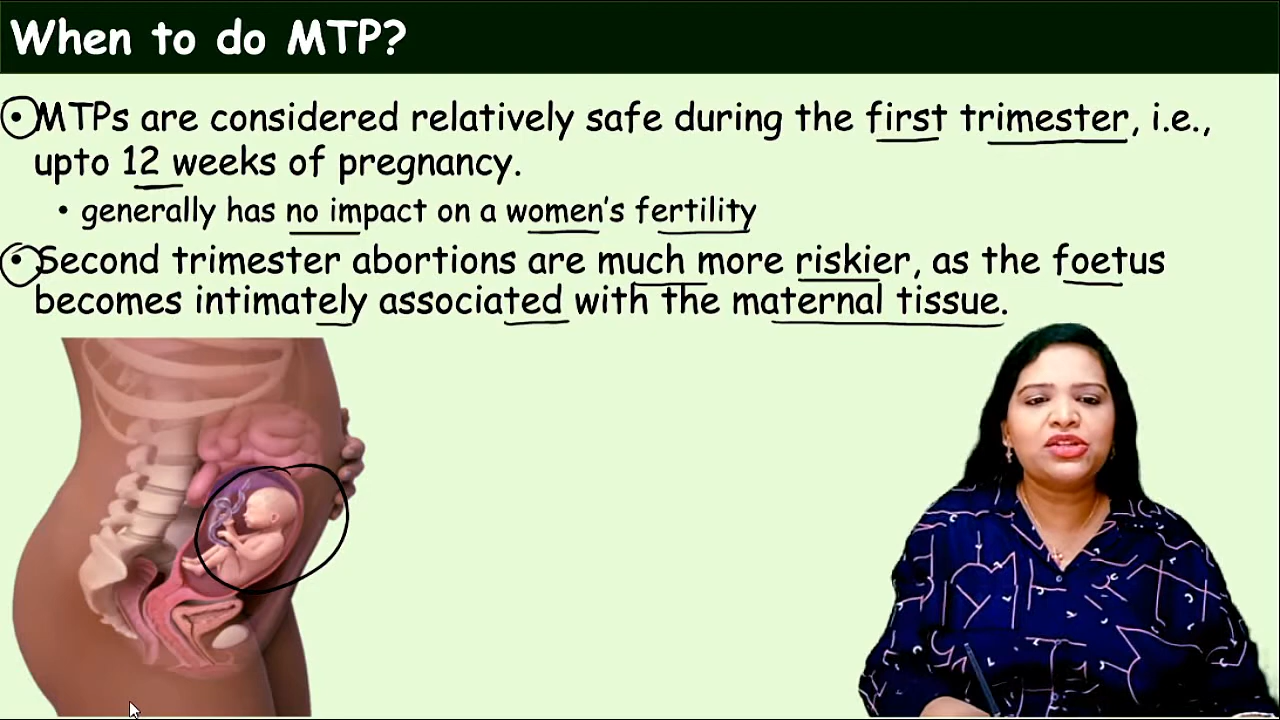 When to do MTP?
• MTPs are considered relatively safe during the first trimester, i.e.,
upto 12 weeks of pregnancy.
• generally has no impact on a women's fertility
• Second trimester abortions are much more riskier, as the foetus
becomes intimately associated with the maternal tissue.